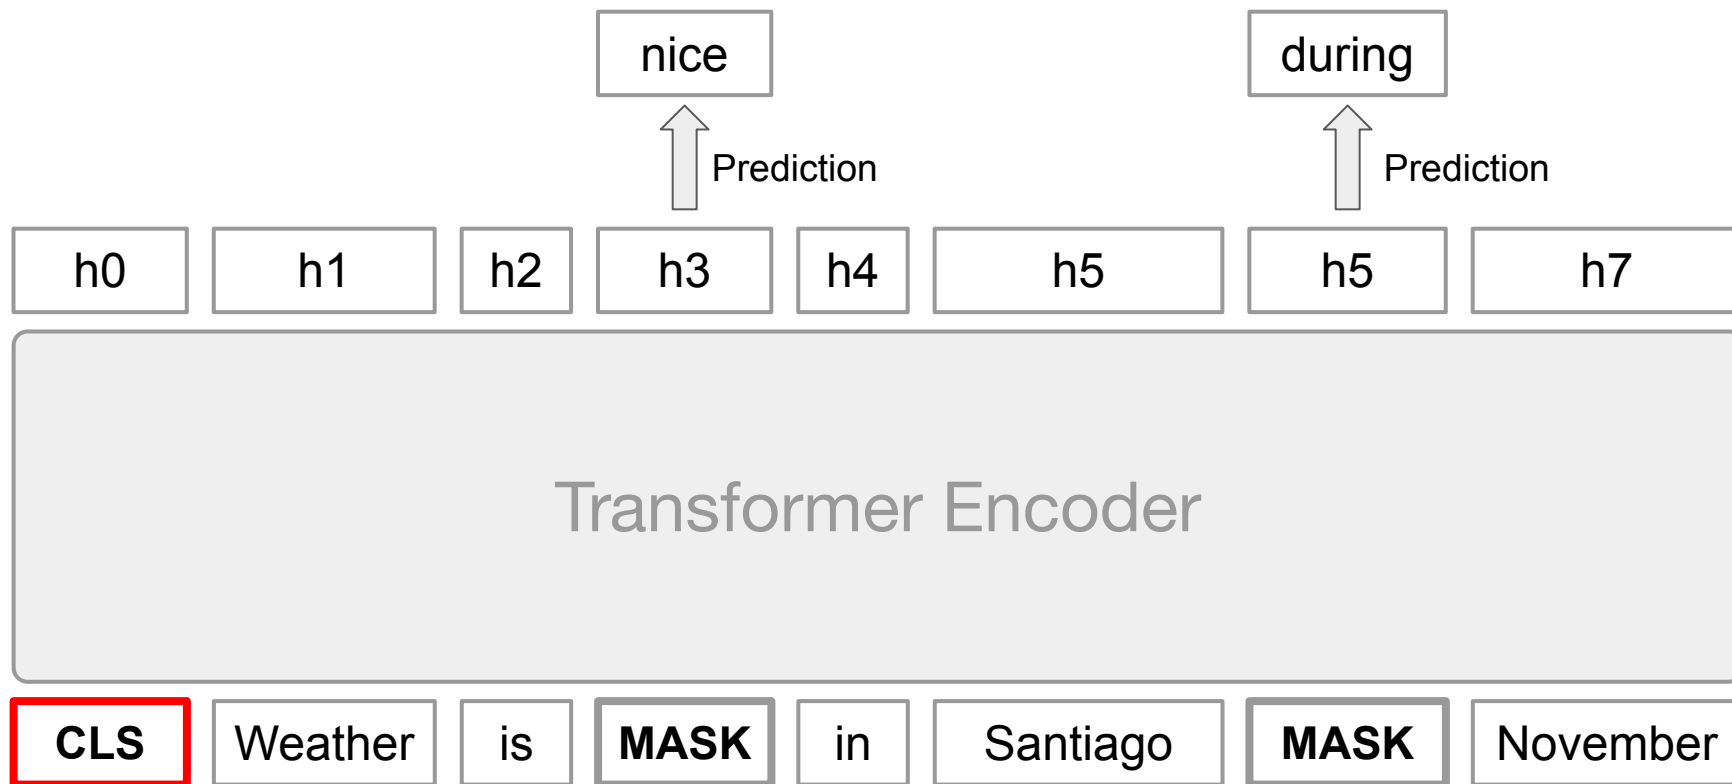 nice during
Prediction Prediction
h0 h1 h2 h3 h4 h5 h5 h7
Transformer Encoder
CLS Weather is MASK in Santiago MASK November